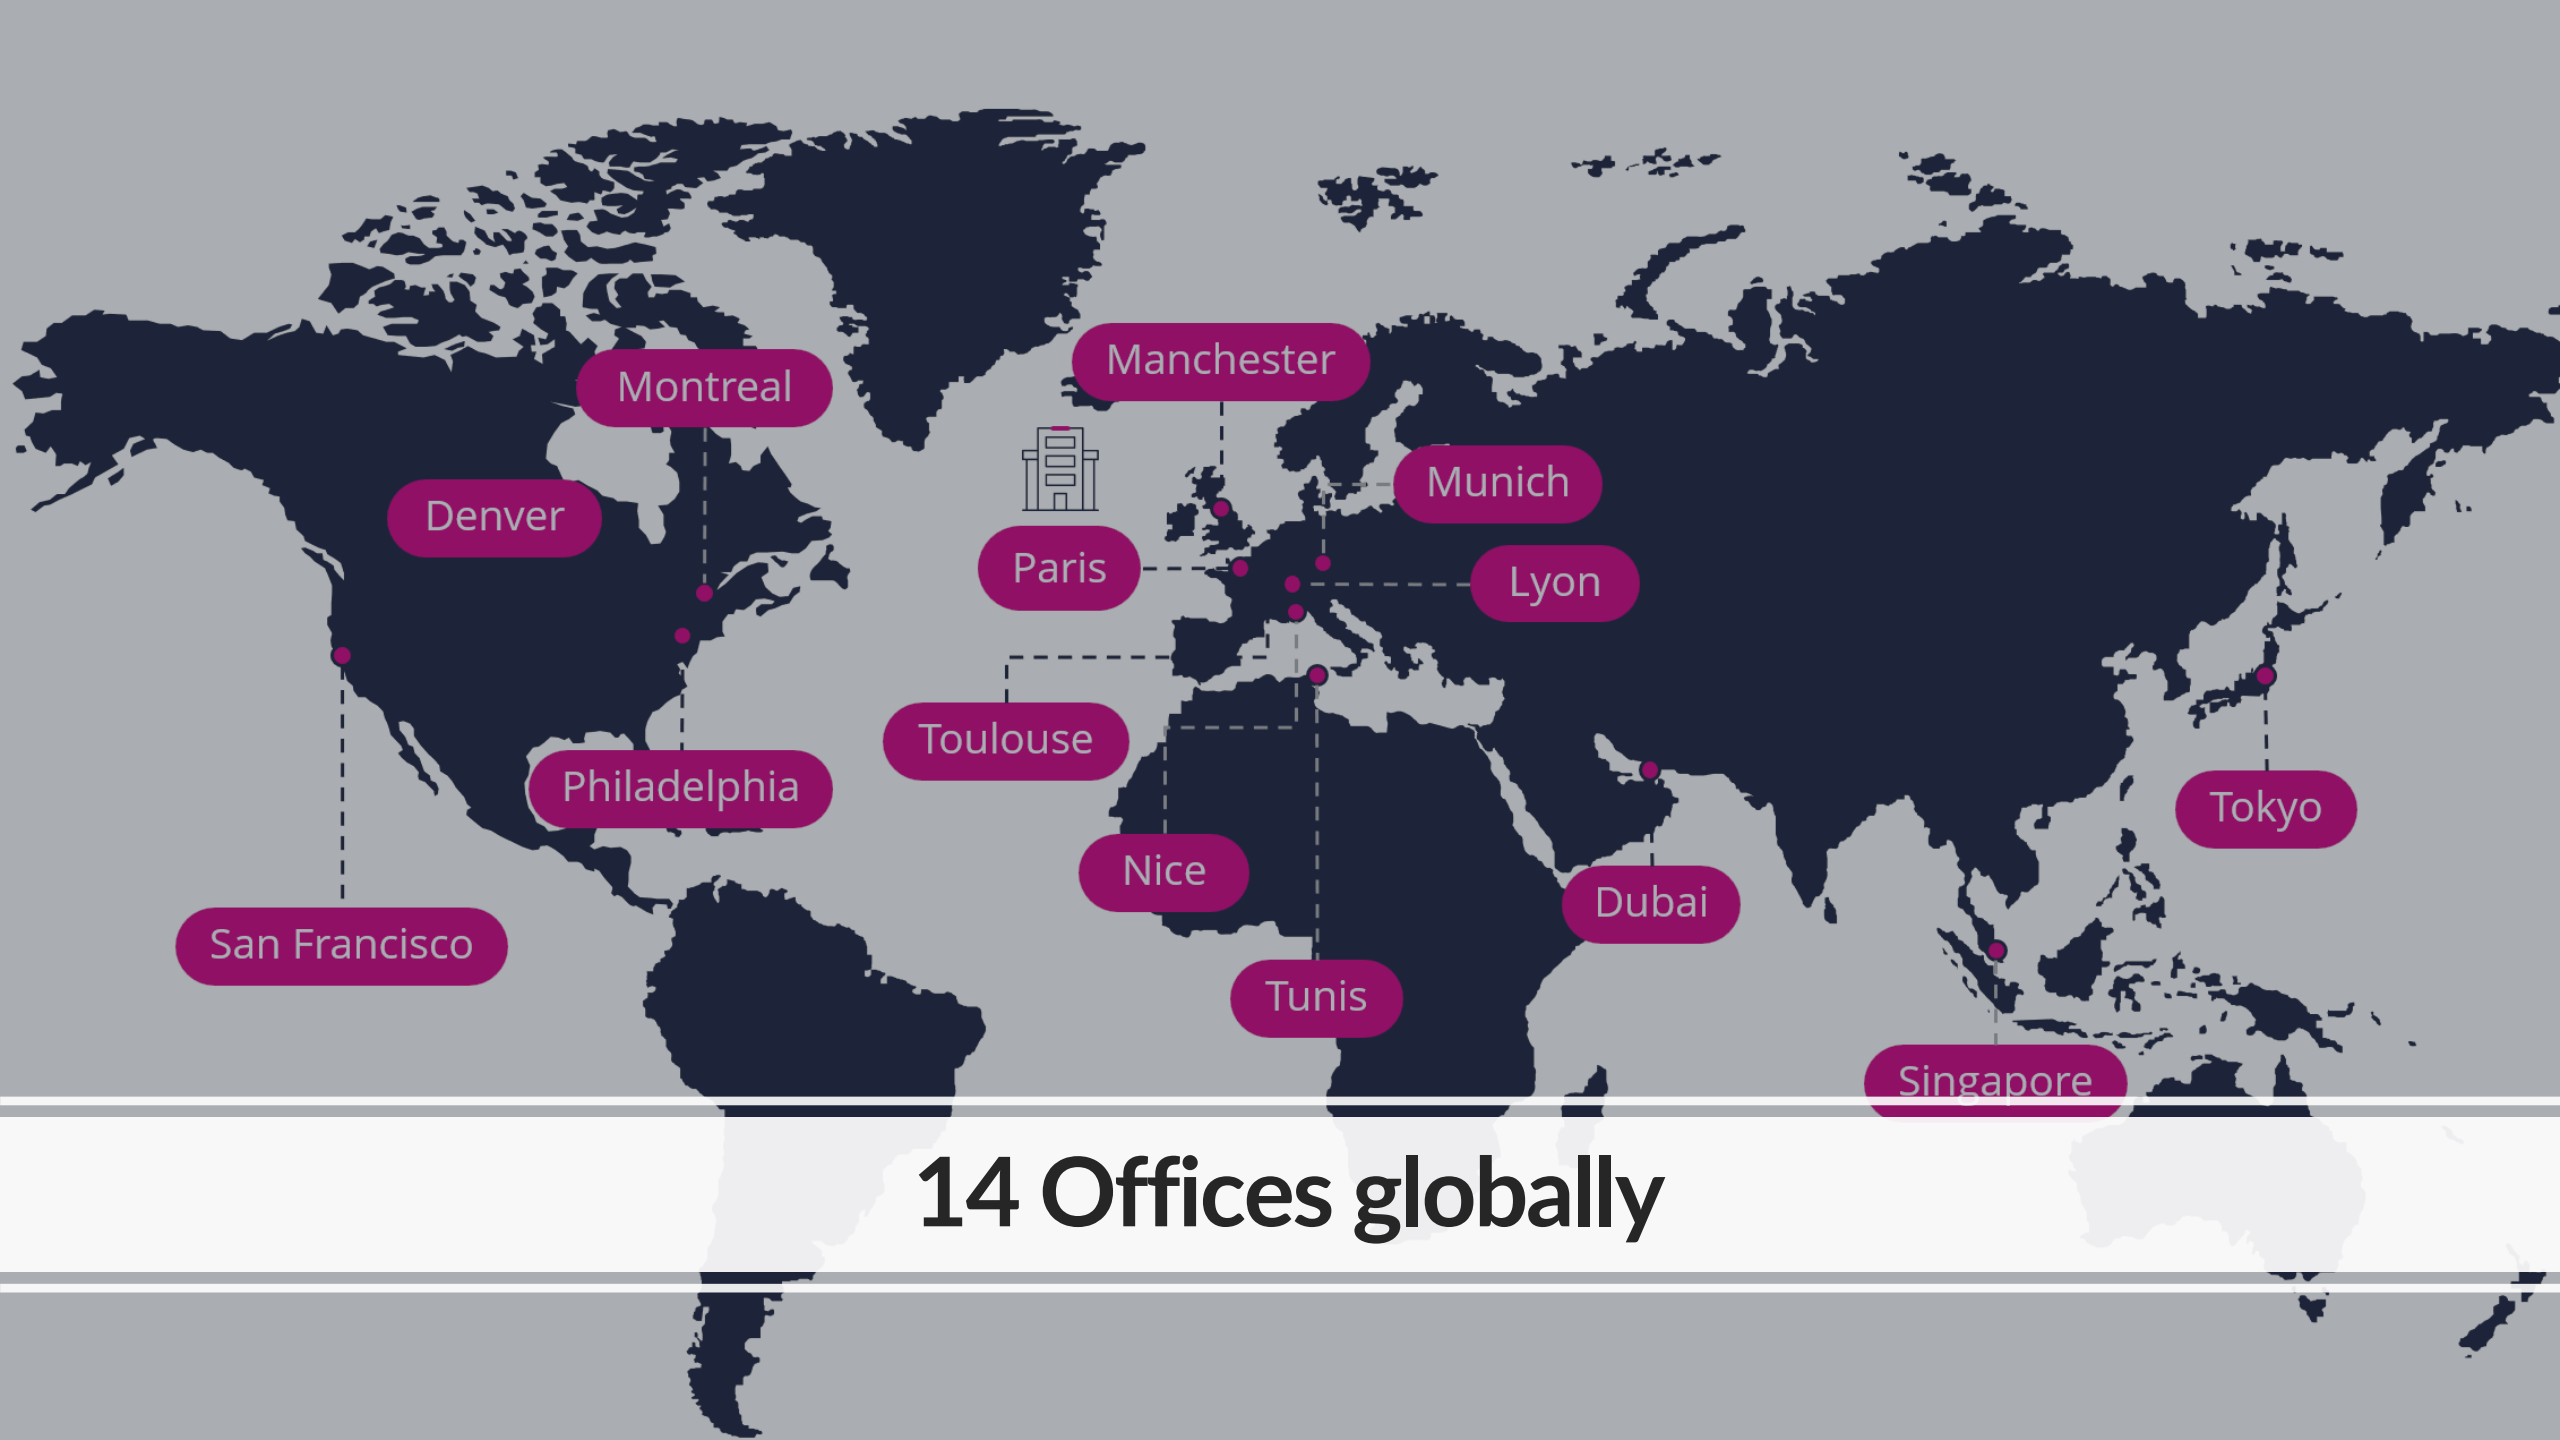 Manchester
Montreal
Munich
Denver
Paris
Lyon
Toulouse
Philadelphia
Tokyo
Nice
Dubai
San Francisco
Tunis
Singapore
14 Offices globally